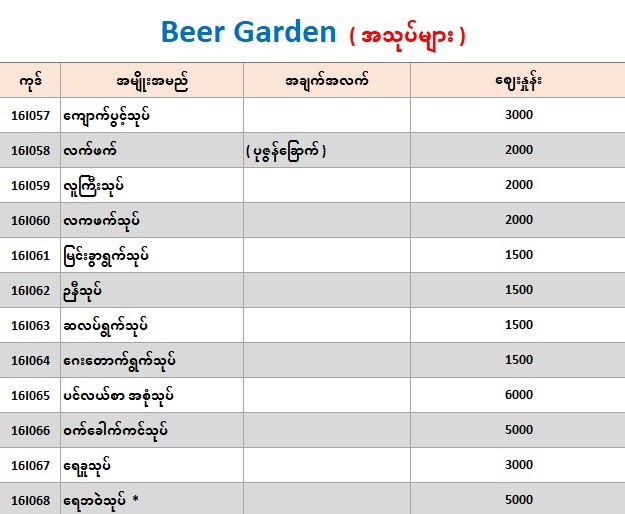 Beer Garden ( အသုပ်များ )
ကုဒ် အမျိုးအမည် အချက်အလက် ဈေးနှုန်း
16I057 ကျောက်ပွင့်သုပ် 3000
16I058 လက်ဖက် ( ပုဇွန်ခြောက် ) 2000
16I059 လူကြီးသုပ် 2000
16I060 လကဖက်သုပ် 2000
16I061 မြင်းခွာရွက်သုပ် 1500
16I062 ဥနီသုပ် 1500
16I063 ဆလပ်ရွက်သုပ် 1500
16I064 ဂေးတောက်ရွက်သုပ် 1500
16I065 ပင်လယ်စာ အစုံသုပ် 6000
16I066 ဝက်ခေါက်ကင်သုပ် 5000
16I067 ရေခူသုပ် 3000
16I068 ရေဘဝဲသုပ် * 5000